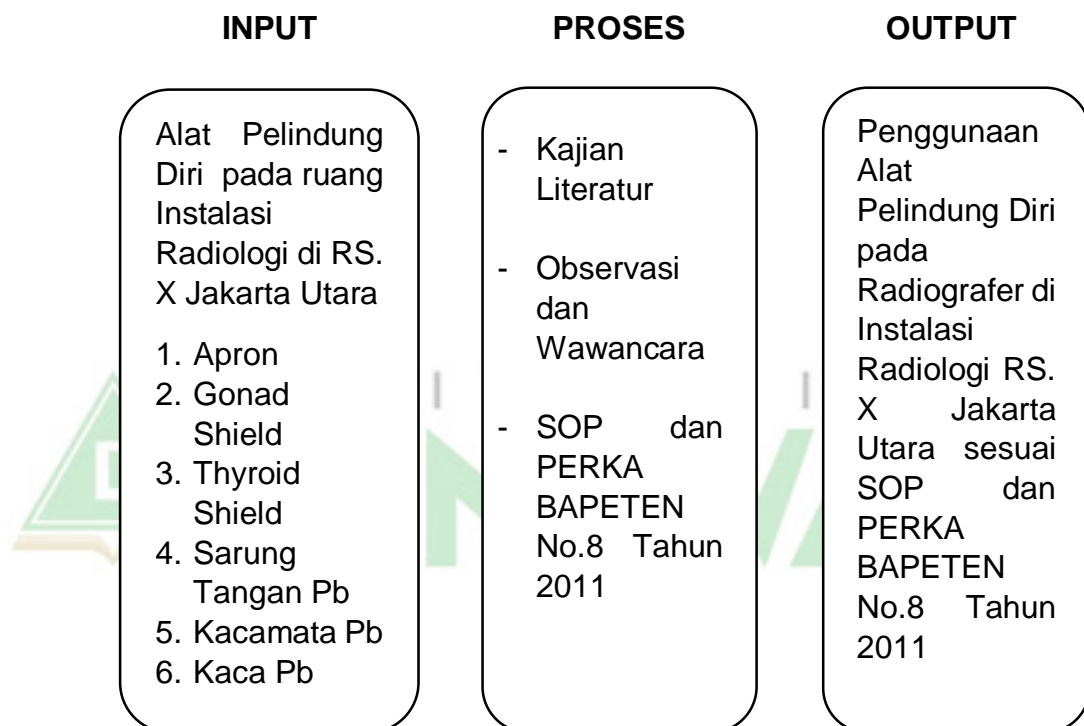 INPUT
PROSES
OUTPUT
Alat Pelindung
Diri pada ruang
Instalasi
Radiologi di RS.
X Jakarta Utara
1. Apron
2. Gonad
Shield
3. Thyroid
Shield
4. Sarung
Tangan Pb
5. Kacamata Pb
6. Kaca Pb
- Kajian
Literatur
- Observasi
dan
Wawancara
- SOP dan
PERKA
BAPETEN
No.8 Tahun
2011
Penggunaan
Alat
Pelindung Diri
pada
Radiografer di
Instalasi
Radiologi RS.
X Jakarta
Utara sesuai
SOP dan
PERKA
BAPETEN
No.8 Tahun
2011